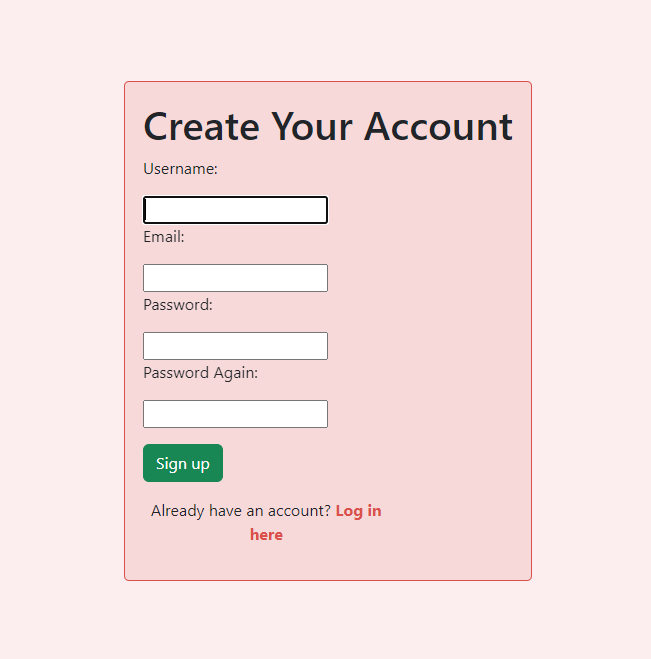 Create Your Account
Username:
Email:
Password:
Password Again:
Sign up
Already have an account? Log in
here